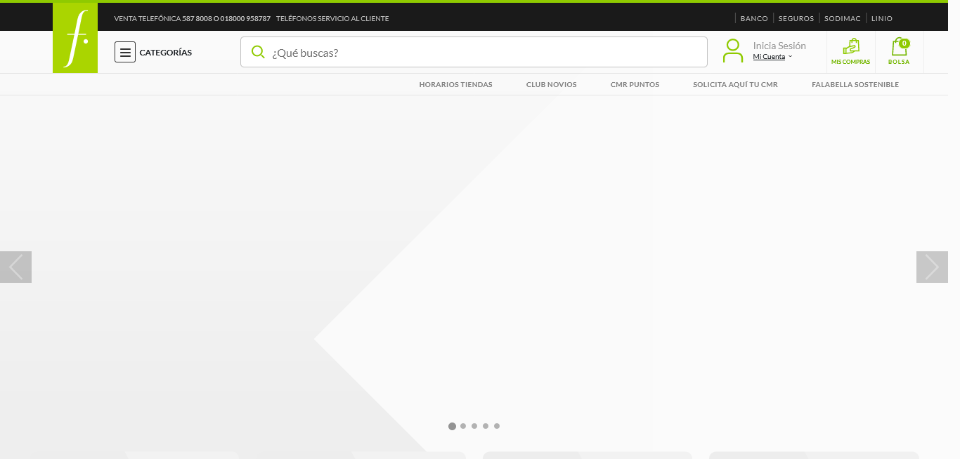 VENTA TELEFÓNICA 587 8008 O 018000 958787 TELÉFONOS SERVICIO AL CLIENTE
BANCO SEGUROS SODIMAC LINIO
f.
CATEGORÍAS
¿Qué buscas?
Inicia Sesión
Mi Cuenta
MIS COMPRAS
0
BOLSA
HORARIOS TIENDAS CLUB NOVIOS CMR PUNTOS SOLICITA AQUÍ TU CMR FALABELLA SOSTENIBLE